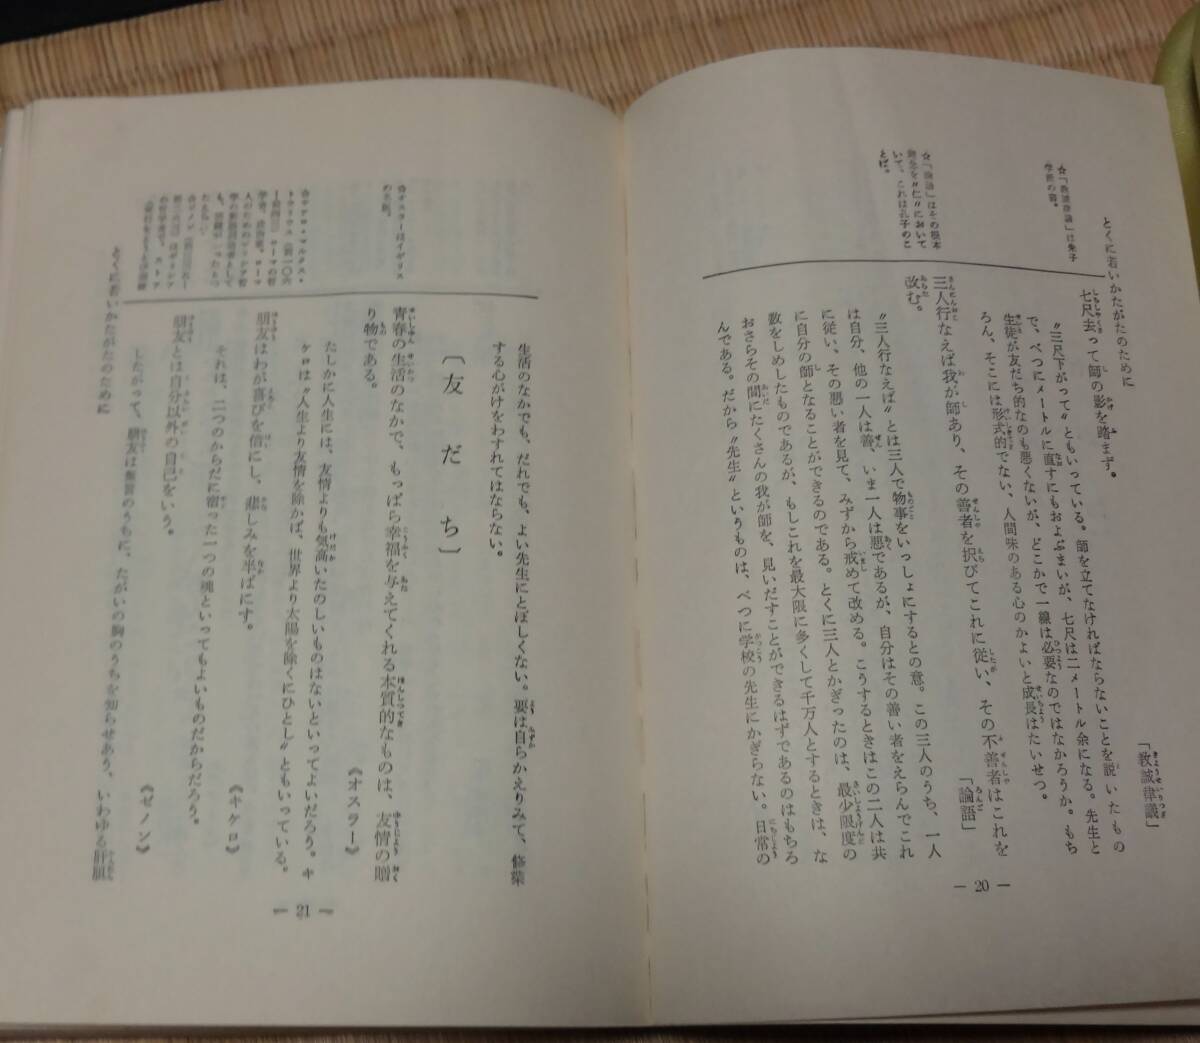 とくに若いかたがたのために
☆「教誡律論」は朱子
学派の書。
☆「論語」はその根本
をく仁〟において
いて、これは孔子のこ
とば。
七尺去って師の影を踏まず。
「教誡律議」
〝三尺下がって〟ともいっている。師を立てなければならないことを説いたもの
で、べつにメートルに直すにもおよぶまいが、七尺は二メートル余になる。先生と
生徒が友だち的なのも悪くないが、どこかで一線は必要なのではなかろうか。もち
ろん、そこには形式的でない、人間味のある心のかよいと成長はたいせつ。
三人行なえば我が師あり、その善者を択びてこれに従い、その不善者はこれを
改む。
「論語」
〝三人行なえば〟とは三人で物事をいっしょにするとの意。この三人のうち、一人
は自分、他の一人は善、いま一人は悪であるが、自分はその善い者をえらんでこれ
に従い、その悪い者を見て、みずから戒めて改める。こうするときはこの二人は共
に自分の師となることができるのである。とくに三人とかぎったのは、最少限度の
数をしめしたものであるが、もしこれを最大限に多くして千万人とするときは、な
おさらその間にたくさんの我が師を、見いだすことができるはずであるのはもちろ
んである。だから〝先生〟というものは、べつに学校の先生にかぎらない。日常の
— 20 —
生活のなかでも、だれでも、よい先生にとぼしくない。要は自らかえりみて、修業
する心がけをわすれてはならない。
〔友だち〕
☆オスラーはイギリス
の名医。
青春の生活のなかで、もっぱら幸福を与えてくれる本質的なものは、友情の贈
り物である。
《オスラー》
たしかに人生には、友情よりも気高いたのしいものはないといってよいだろう。キ
ケロは〝人生より友情を除かば、世界より太陽を除くにひとし〟ともいっている。
☆キケロ・マルクス・
朋友はわが喜びを倍にし、悲しみを半ばにす。
《キケロ》
それは、二つのからだに宿った一つの魂といってもよいものだからだろう。
朋友とは自分以外の自己をいう。
《ゼノン》
したがって、朋友は無言のうちに、たがいの胸のうちを知らせあう、いわゆる肝胆
とくに若いかたがたのために
— 21 —